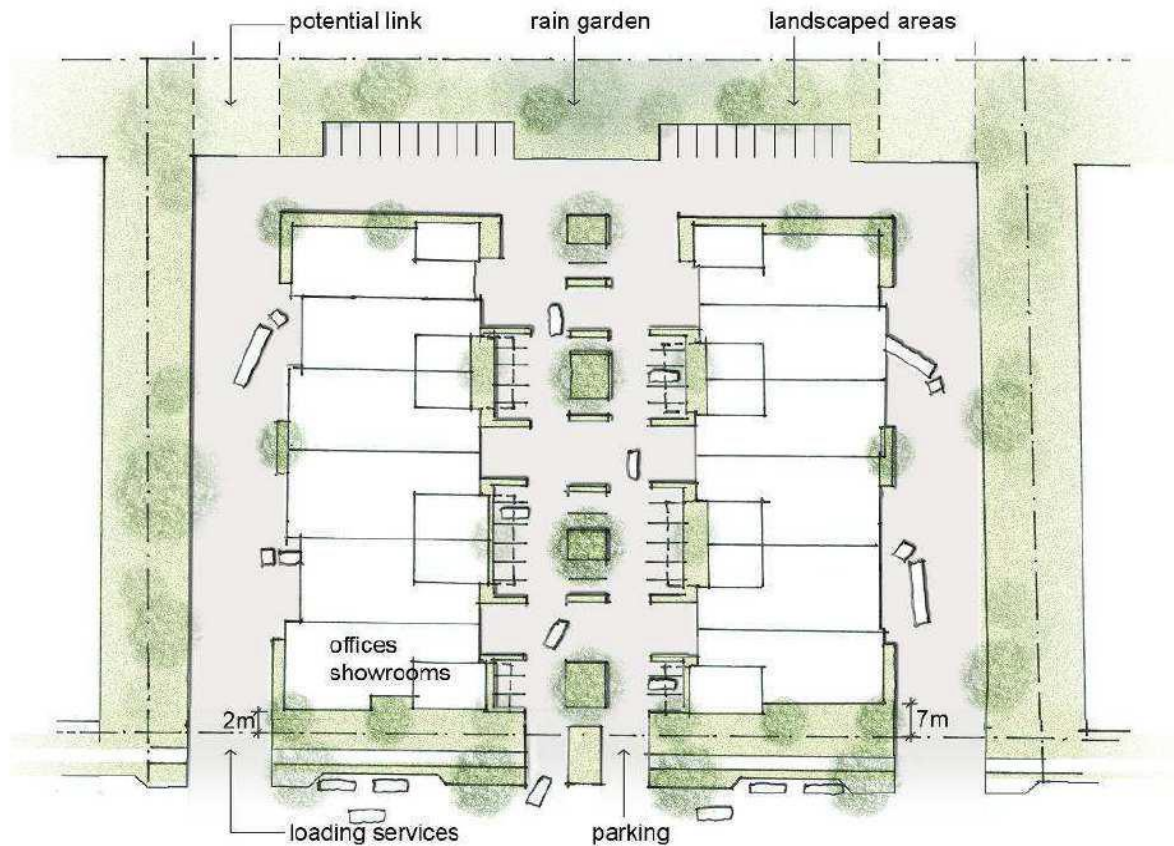 potential link
rain garden
landscaped areas
offices
showrooms
2m
7m
loading services
parking